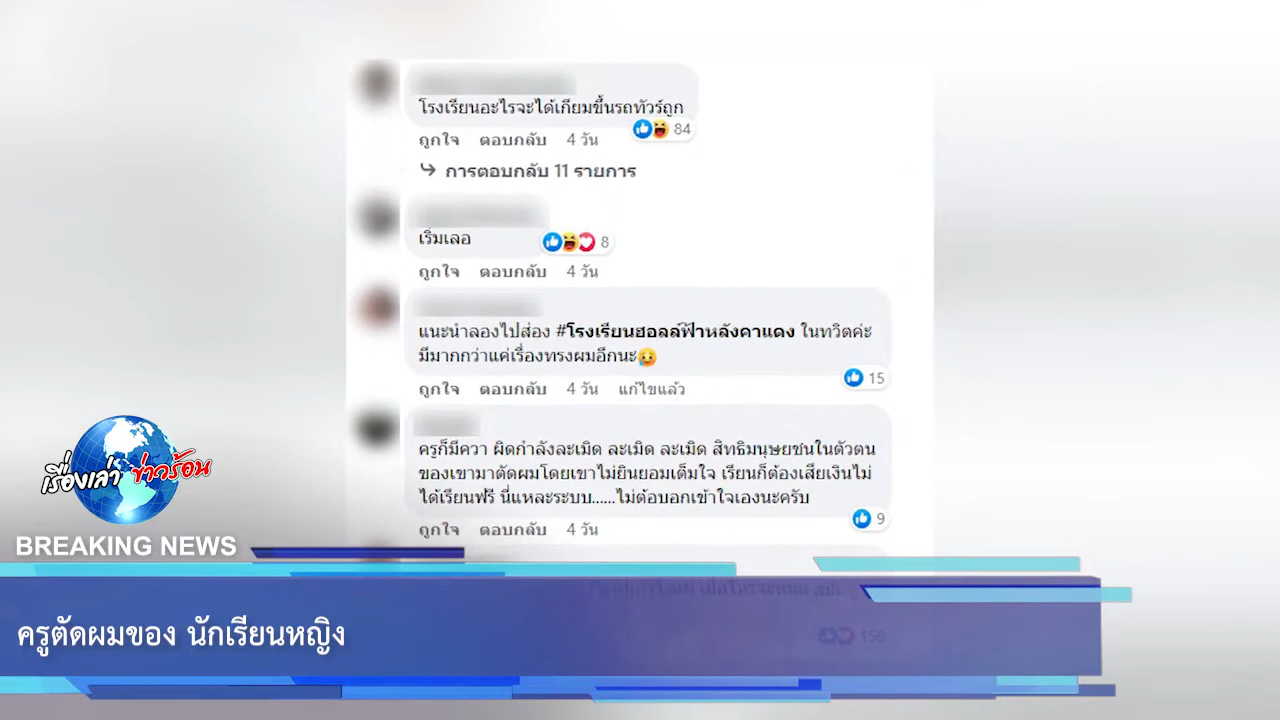 โรงเรียนอะไรจะได้เกียมขึ้นรถทัวร์ถูก
84
ถูกใจ ตอบกลับ 4 วัน
การตอบกลับ 11 รายการ
เริ่มเลอ
8
ถูกใจ ตอบกลับ 4 วัน
แนะนำลองไปส่อง #โรงเรียนฮอลล์ฟ้าหลังคาแดง ในทวิตค่ะ
มีมากกว่าแค่เรื่องทรงผมอีกนะ🥲
15
ถูกใจ ตอบกลับ 4 วัน แก้ไขแล้ว
ครูก็มีควา ผิดกำลังละเมิด ละเมิด ละเมิด สิทธิมนุษยชนในตัวตน
ของเขามาตัดผมโดยเขาไม่ยินยอมเต็มใจ เรียนก็ต้องเสียเงินไม่
ได้เรียนฟรี นี่แหละระบบ......ไม่ต้อบอกเข้าใจเองนะครับ
9
ถูกใจ ตอบกลับ 4 วัน
เรื่องเล่า ข่าวร้อน
BREAKING NEWS
156
ครูตัดผมของ นักเรียนหญิง